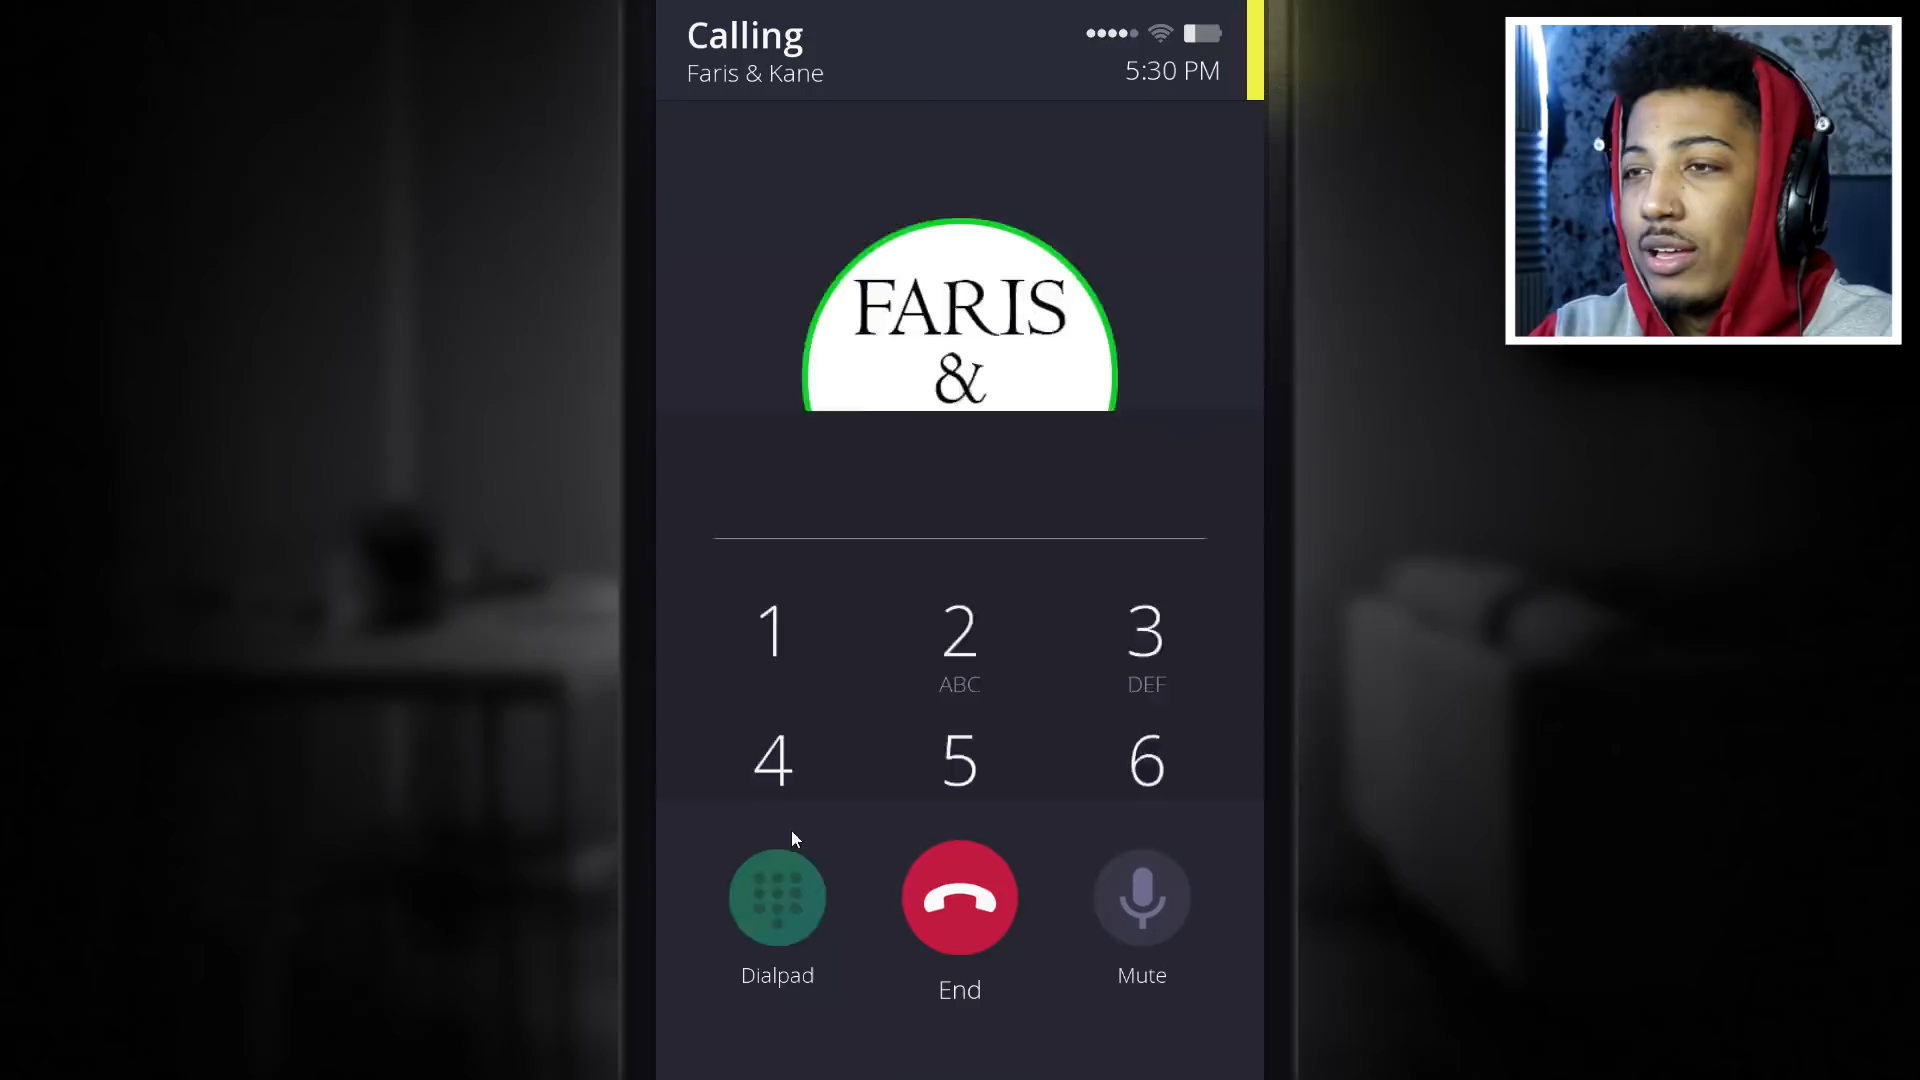 Calling
Faris & Kane
5:30 PM
FARIS
&
1 2 3
ABC DEF
4 5 6
Dialpad
End
Mute